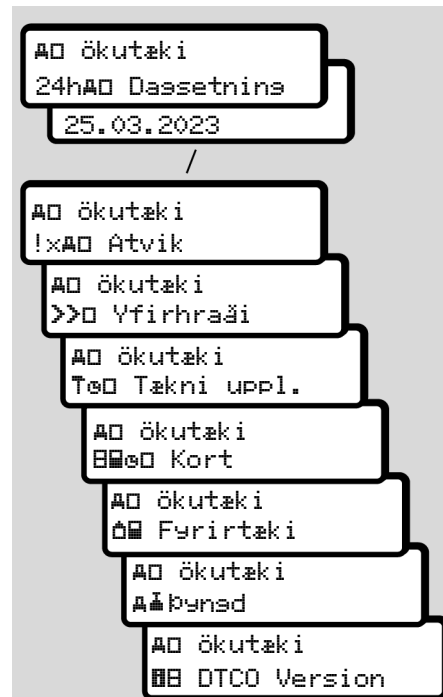 ökutæki
24h Dagsetning
25.03.2023
/
ökutæki
!x Atvik
ökutæki
>> Yfirhraði
ökutæki
Tækni uppl.
ökutæki
Kort
ökutæki
Fyrirtæki
ökutæki
þyngd
ökutæki
DTCO Version